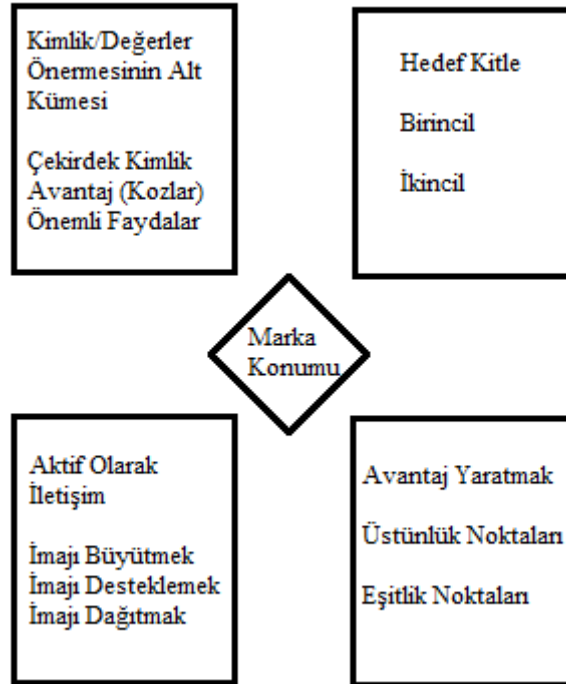 Kimlik/Değerler
Önermesinin Alt
Kümesi
Çekirdek Kimlik
Avantaj (Kozlar)
Önemli Faydalar
Hedef Kitle
Birincil
İkincil
Marka
Konumu
Aktif Olarak
İletişim
İmajı Büyütmek
İmajı Desteklemek
İmajı Dağıtmak
Avantaj Yaratmak
Üstünlük Noktaları
Eşitlik Noktaları